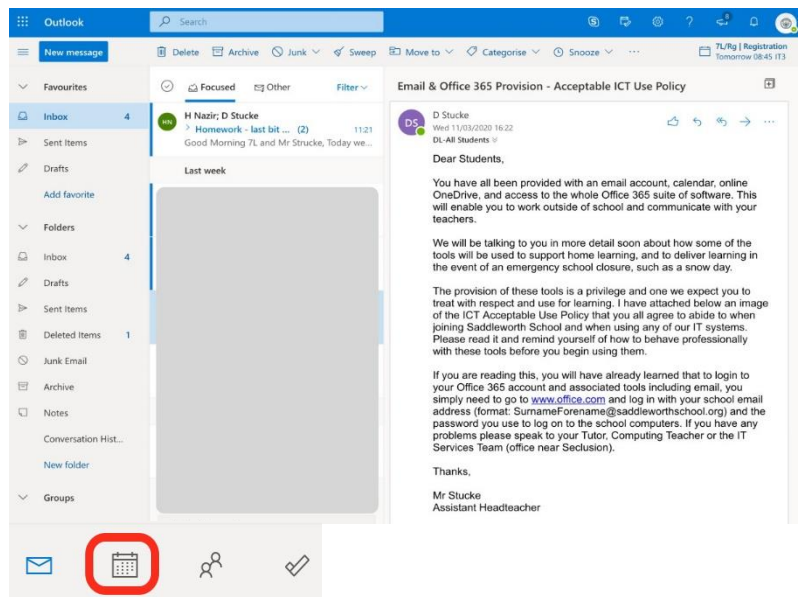 Outlook
Search
New message
Delete Archive Junk Sweep Move to Categorise Snooze ...
7L/Rg | Registration
Tomorrow 08:45 IT3
Favourites
Inbox 4
Sent Items
Drafts
Add favorite
Folders
Inbox 4
Drafts
Sent Items
Deleted Items 1
Junk Email
Archive
Notes
Conversation Hist...
New folder
Groups
Focused Other Filter
HN
H Nazir; D Stucke
Homework - last bit ... (2) 11:21
Good Morning 7L and Mr Strucke, Today we...
Last week
Email & Office 365 Provision - Acceptable ICT Use Policy
DS
D Stucke
Wed 11/03/2020 16:22
DL-All Students
Dear Students,
You have all been provided with an email account, calendar, online
OneDrive, and access to the whole Office 365 suite of software. This
will enable you to work outside of school and communicate with your
teachers.
We will be talking to you in more detail soon about how some of the
tools will be used to support home learning, and to deliver learning in
the event of an emergency school closure, such as a snow day.
The provision of these tools is a privilege and one we expect you to
treat with respect and use for learning. I have attached below an image
of the ICT Acceptable Use Policy that you all agree to abide to when
joining Saddleworth School and when using any of our IT systems.
Please read it and remind yourself of how to behave professionally
with these tools before you begin using them.
If you are reading this, you will have already learned that to login to
your Office 365 account and associated tools including email, you
simply need to go to www.office.com and log in with your school email
address (format: SurnameForename@saddleworthschool.org) and the
password you use to log on to the school computers. If you have any
problems please speak to your Tutor, Computing Teacher or the IT
Services Team (office near Seclusion).
Thanks,
Mr Stucke
Assistant Headteacher